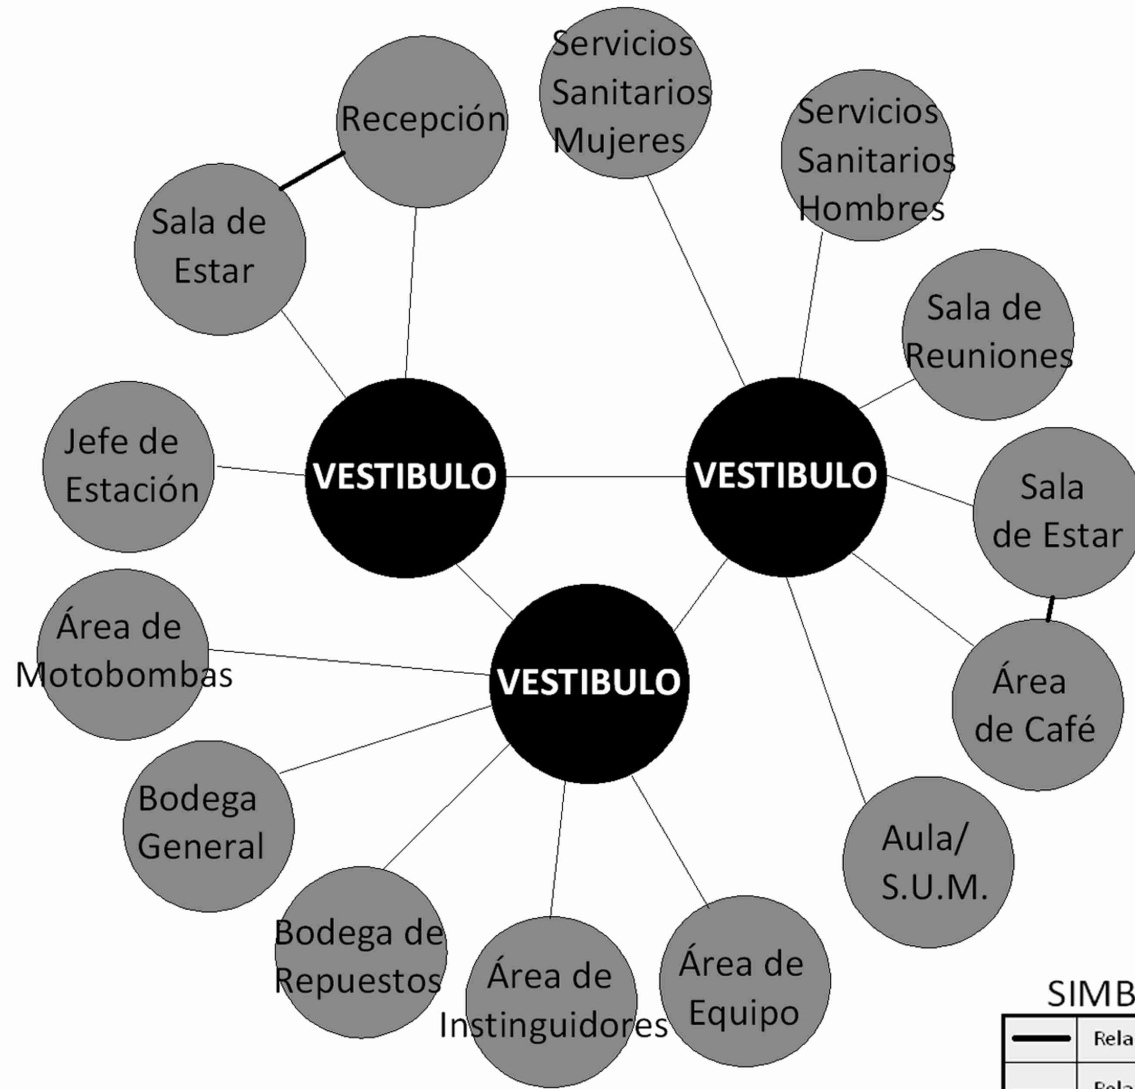 Servicios
Sanitarios
Mujeres
Recepción
Servicios
Sanitarios
Hombres
Sala de
Estar
Sala de
Reuniones
Jefe de
Estación
VESTIBULO
VESTIBULO
Sala
de Estar
Área de
Motobombas
VESTIBULO
Área
de Café
Bodega
General
Aula/
S.U.M.
Bodega de
Repuestos
Área de
Instinguidores
Área de
Equipo
SIMB
Rela
Rela